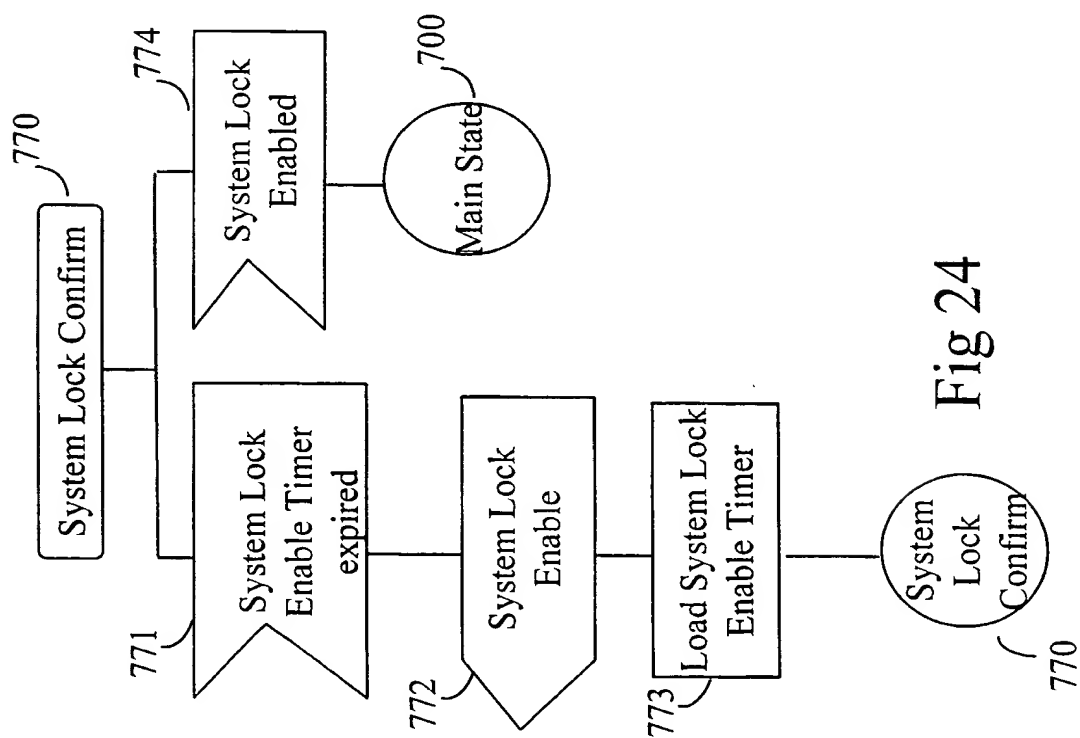 770
System Lock Confirm
771
System Lock
Enable Timer
expired
774
System Lock
Enabled
772
System Lock
Enable
700
Main State
773
Load System Lock
Enable Timer
770
System
Lock
Confirm
Fig 24